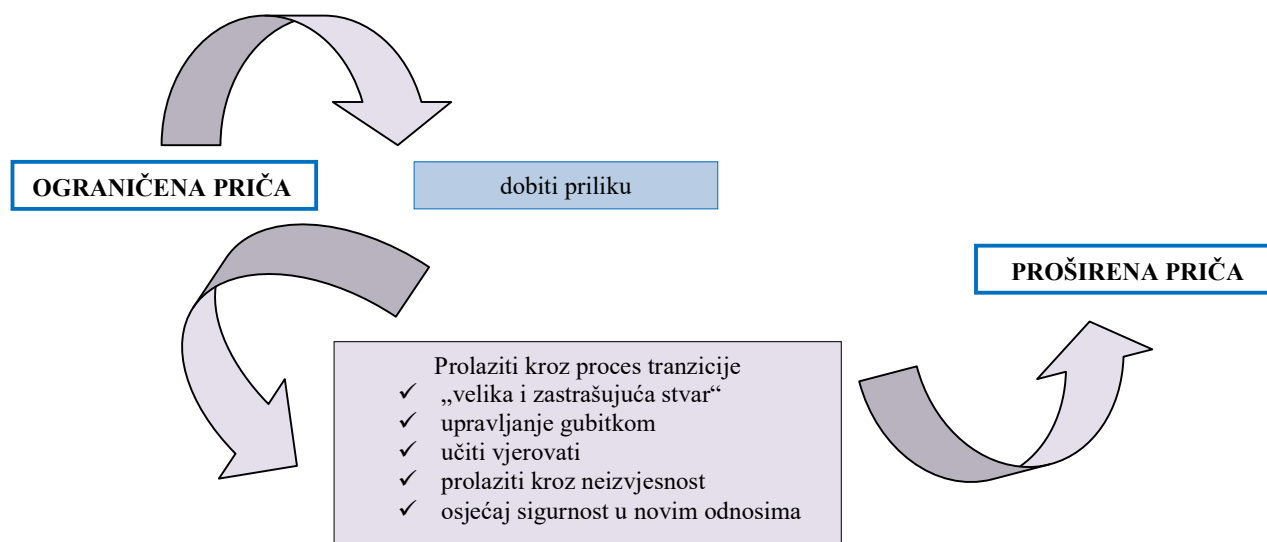 OGRANIČENA PRIČA
dobiti priliku
PROŠIRENA PRIČA
Prolaziti kroz proces tranzicije
✓ „velika i zastrašujuća stvar“
✓ upravljanje gubitkom
✓ učiti vjerovati
✓ prolaziti kroz neizvjesnost
✓ osjećaj sigurnost u novim odnosima